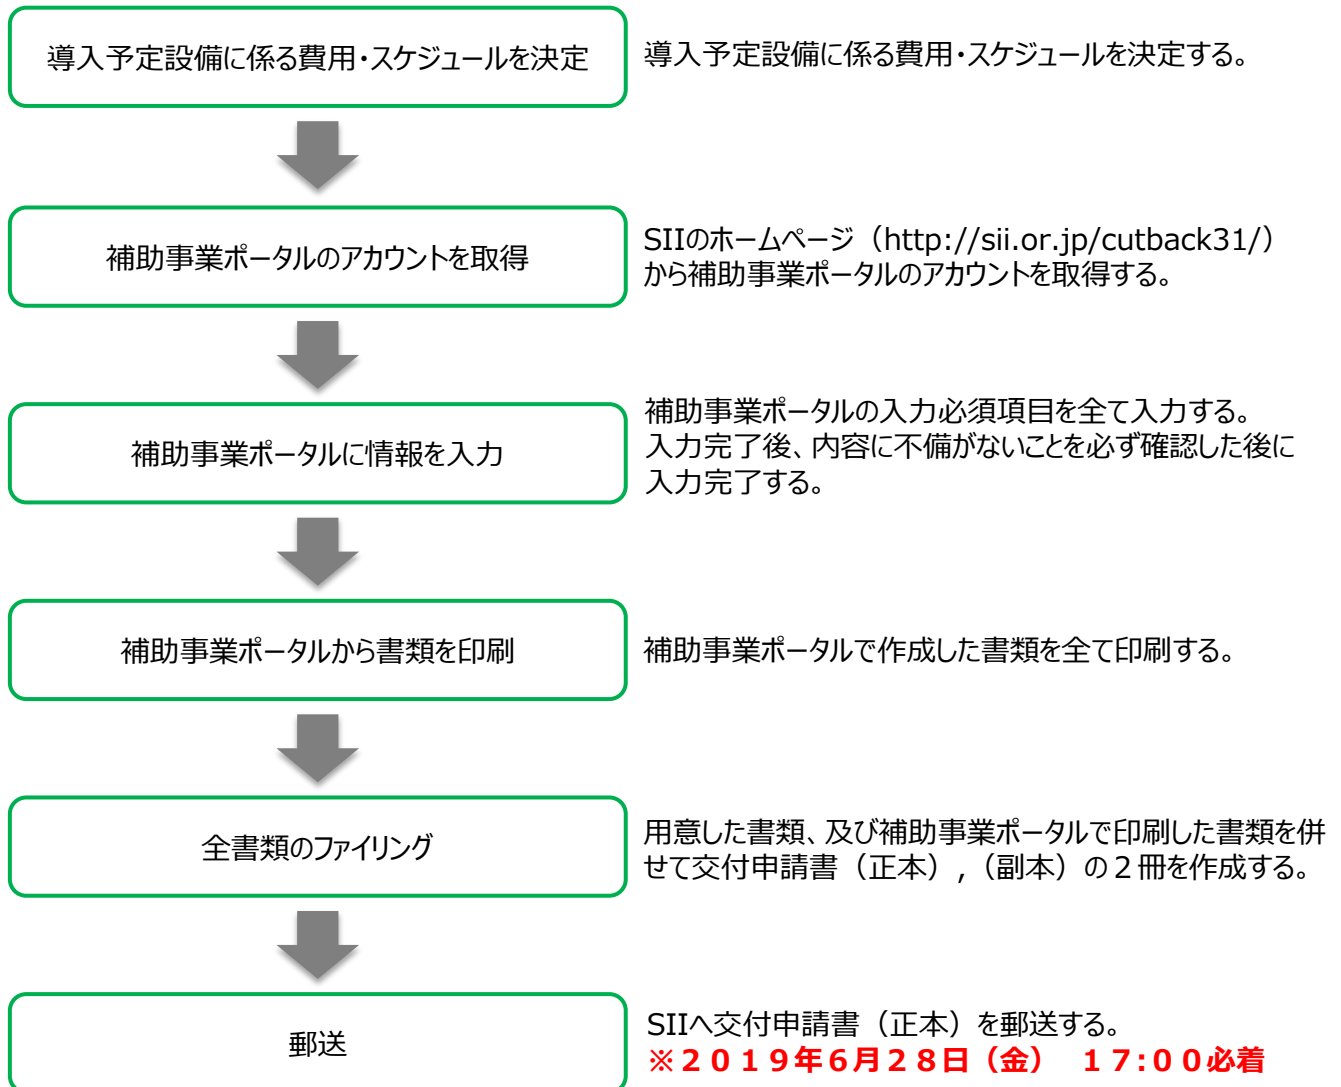 導入予定設備に係る費用・スケジュールを決定
導入予定設備に係る費用・スケジュールを決定する。
補助事業ポータルのアカウントを取得
SIIのホームページ（http://sii.or.jp/cutback31/）
から補助事業ポータルのアカウントを取得する。
補助事業ポータルに情報を入力
補助事業ポータルの入力必須項目を全て入力する。
入力完了後、内容に不備がないことを必ず確認した後に
入力完了する。
補助事業ポータルから書類を印刷
補助事業ポータルで作成した書類を全て印刷する。
全書類のファイリング
用意した書類、及び補助事業ポータルで印刷した書類を併
せて交付申請書（正本）,（副本）の２冊を作成する。
郵送
SIIへ交付申請書（正本）を郵送する。
※２０１９年６月２８日（金）　１７:００必着